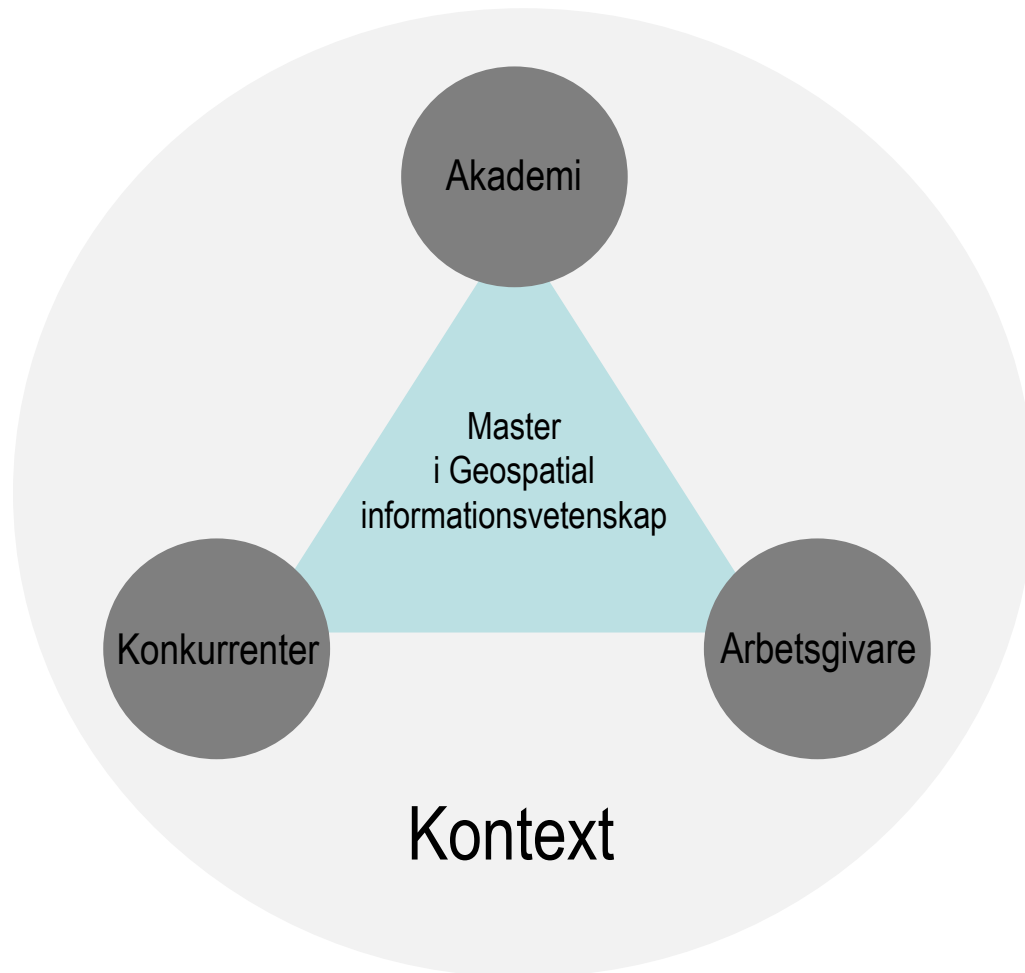 Akademi
Master
i Geospatial
informationsvetenskap
Konkurrenter
Arbetsgivare
Kontext